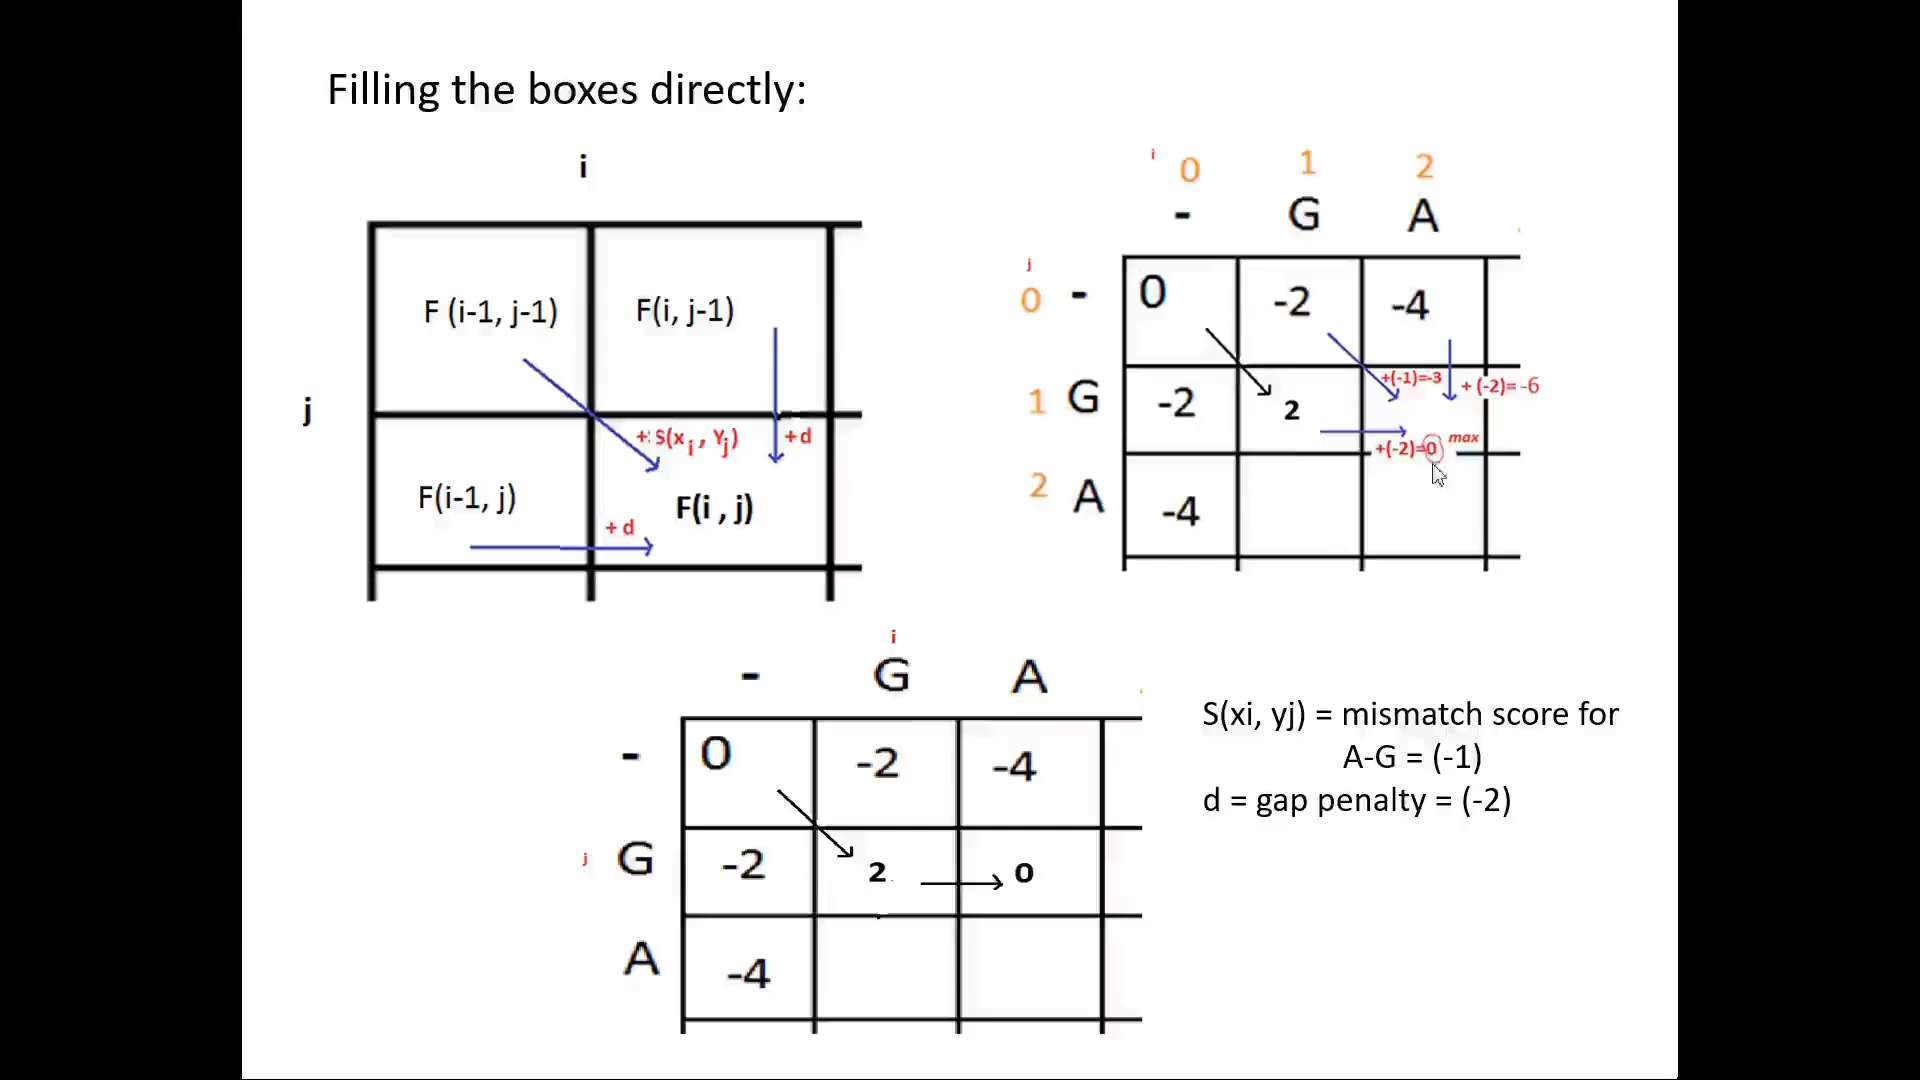 Filling the boxes directly:
i
j
F (i-1, j-1) F(i, j-1)
+ S(xi , Yj) +d
F(i-1, j) F(i , j)
+ d
i 0 1 2
- G A
j
0 - 0 -2 -4
+(-1)=-3 + (-2)= -6
1 G -2 2
+(-2)=0 max
2 A -4
i
- G A
- 0 -2 -4
j G -2 2 0
A -4
S(xi, yj) = mismatch score for
A-G = (-1)
d = gap penalty = (-2)